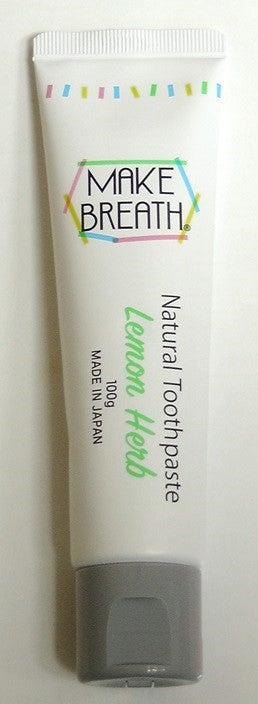 MAKE
BREATH®
Natural Toothpaste
Lemon Herb
100g
MADE IN JAPAN